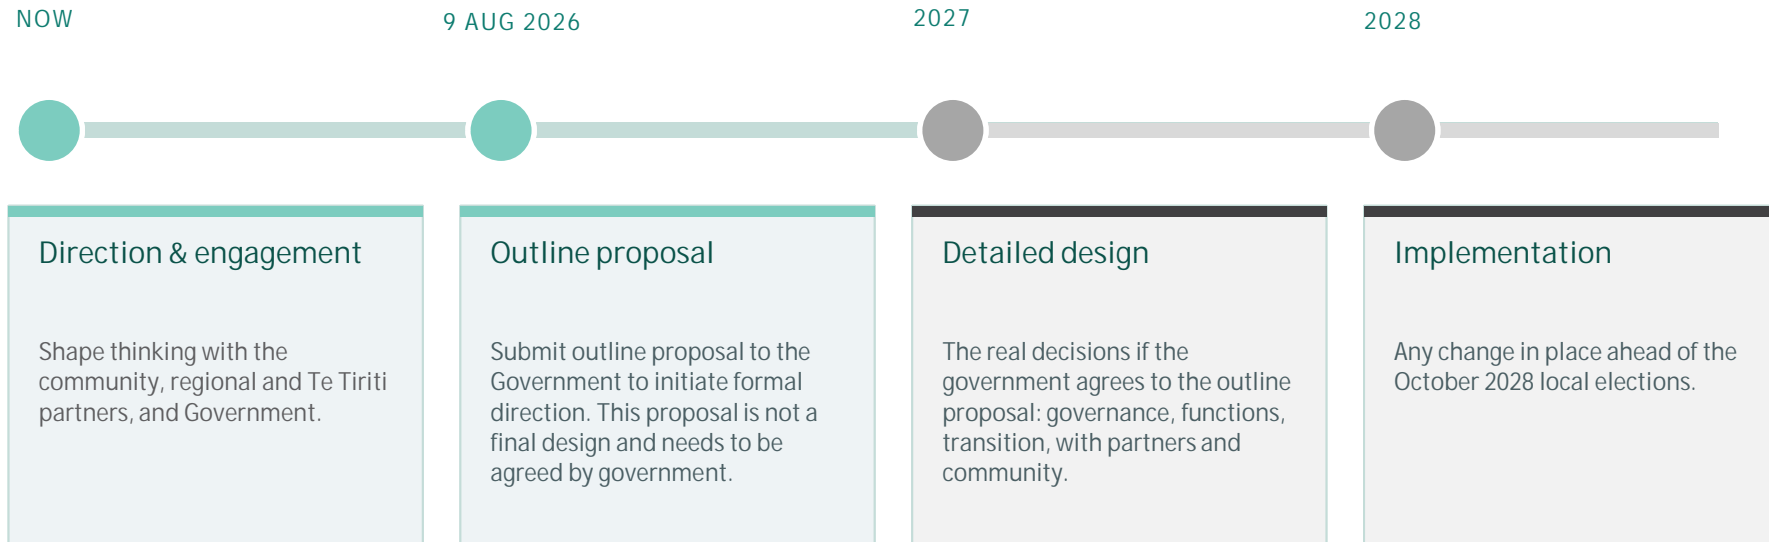 NOW
9 AUG 2026
2027
2028
Direction & engagement
Shape thinking with the
community, regional and Te Tiriti
partners, and Government.
Outline proposal
Submit outline proposal to the
Government to initiate formal
direction. This proposal is not a
final design and needs to be
agreed by government.
Detailed design
The real decisions if the
government agrees to the outline
proposal: governance, functions,
transition, with partners and
community.
Implementation
Any change in place ahead of the
October 2028 local elections.